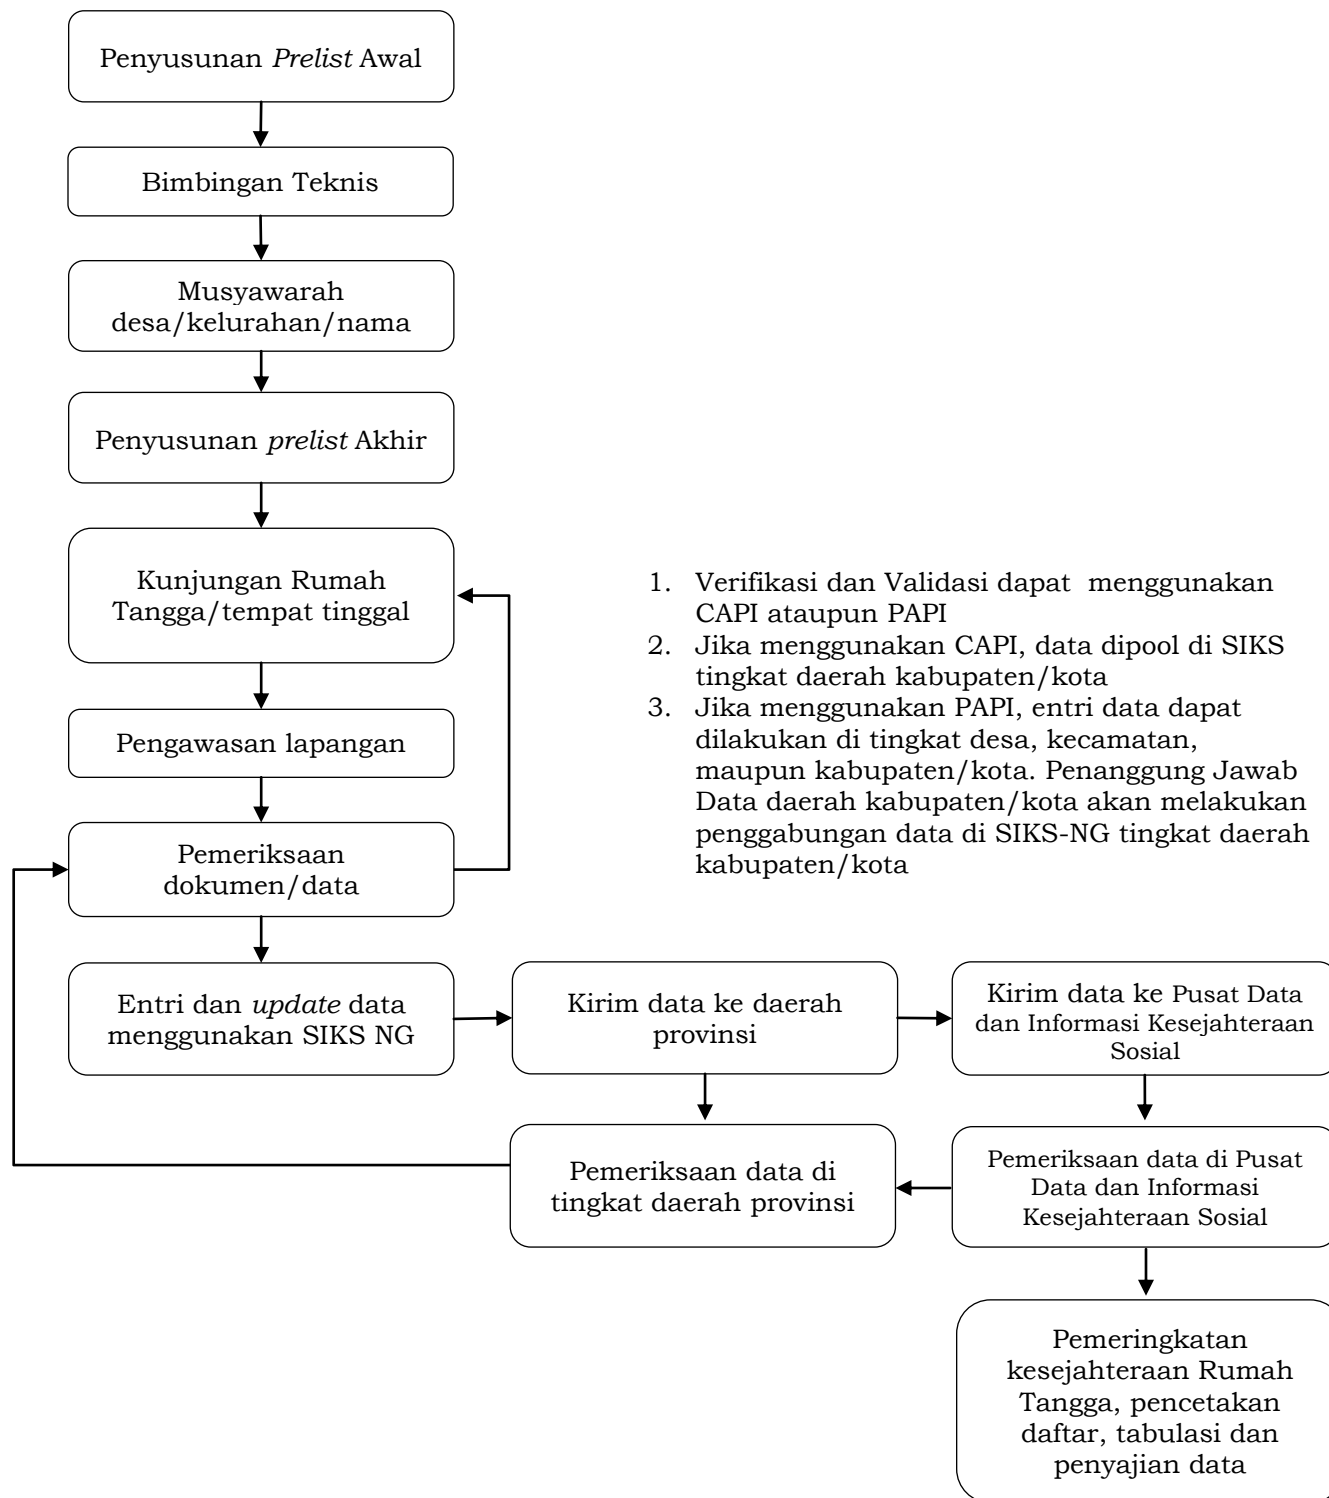 Penyusunan Prelist Awal
Bimbingan Teknis
Musyawarah
desa/kelurahan/nama
Penyusunan prelist Akhir
Kunjungan Rumah
Tangga/tempat tinggal
Pengawasan lapangan
Pemeriksaan
dokumen/data
Entri dan update data
menggunakan SIKS NG
Kirim data ke daerah
provinsi
Kirim data ke Pusat Data
dan Informasi Kesejahteraan
Sosial
Pemeriksaan data di
tingkat daerah provinsi
Pemeriksaan data di Pusat
Data dan Informasi
Kesejahteraan Sosial
Pemeringkatan
kesejahteraan Rumah
Tangga, pencetakan
daftar, tabulasi dan
penyajian data
1. Verifikasi dan Validasi dapat menggunakan
CAPI ataupun PAPI
2. Jika menggunakan CAPI, data dipool di SIKS
tingkat daerah kabupaten/kota
3. Jika menggunakan PAPI, entri data dapat
dilakukan di tingkat desa, kecamatan,
maupun kabupaten/kota. Penanggung Jawab
Data daerah kabupaten/kota akan melakukan
penggabungan data di SIKS-NG tingkat daerah
kabupaten/kota